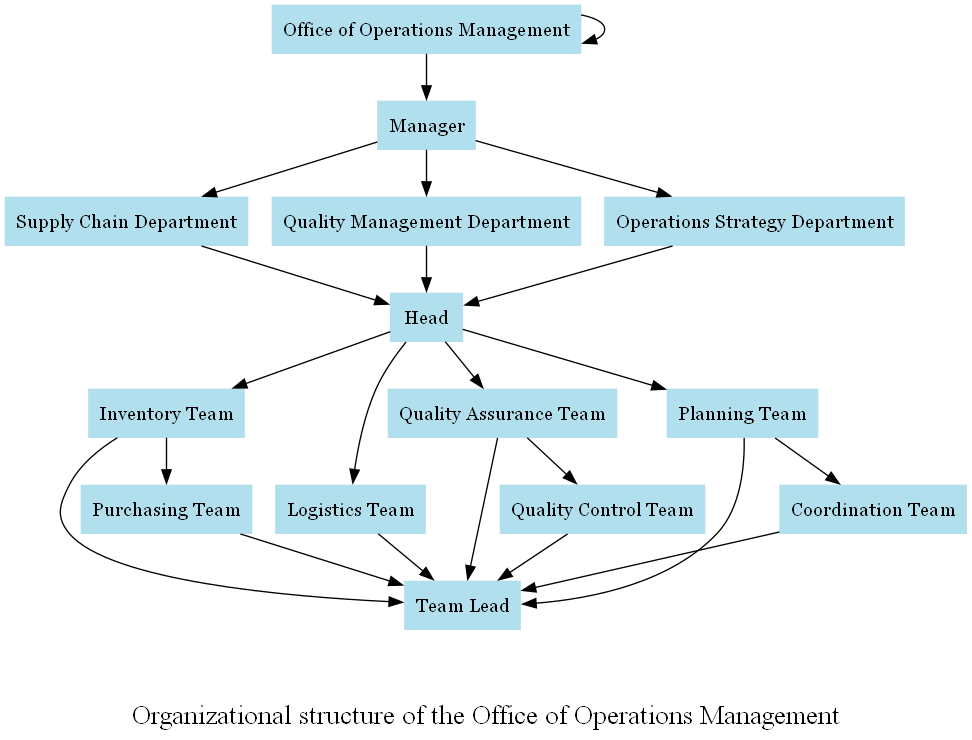 Office of Operations Management
Manager
Supply Chain Department
Quality Management Department
Operations Strategy Department
Head
Inventory Team
Quality Assurance Team
Planning Team
Purchasing Team
Logistics Team
Quality Control Team
Coordination Team
Team Lead
Organizational structure of the Office of Operations Management